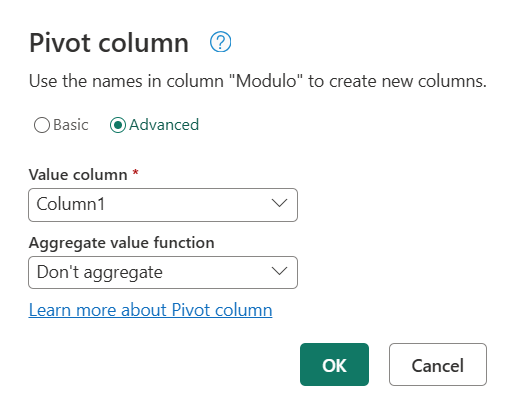 Pivot column ?
Use the names in column "Modulo" to create new columns.
Basic Advanced
Value column *
Column1
Aggregate value function
Don't aggregate
Learn more about Pivot column
OK Cancel